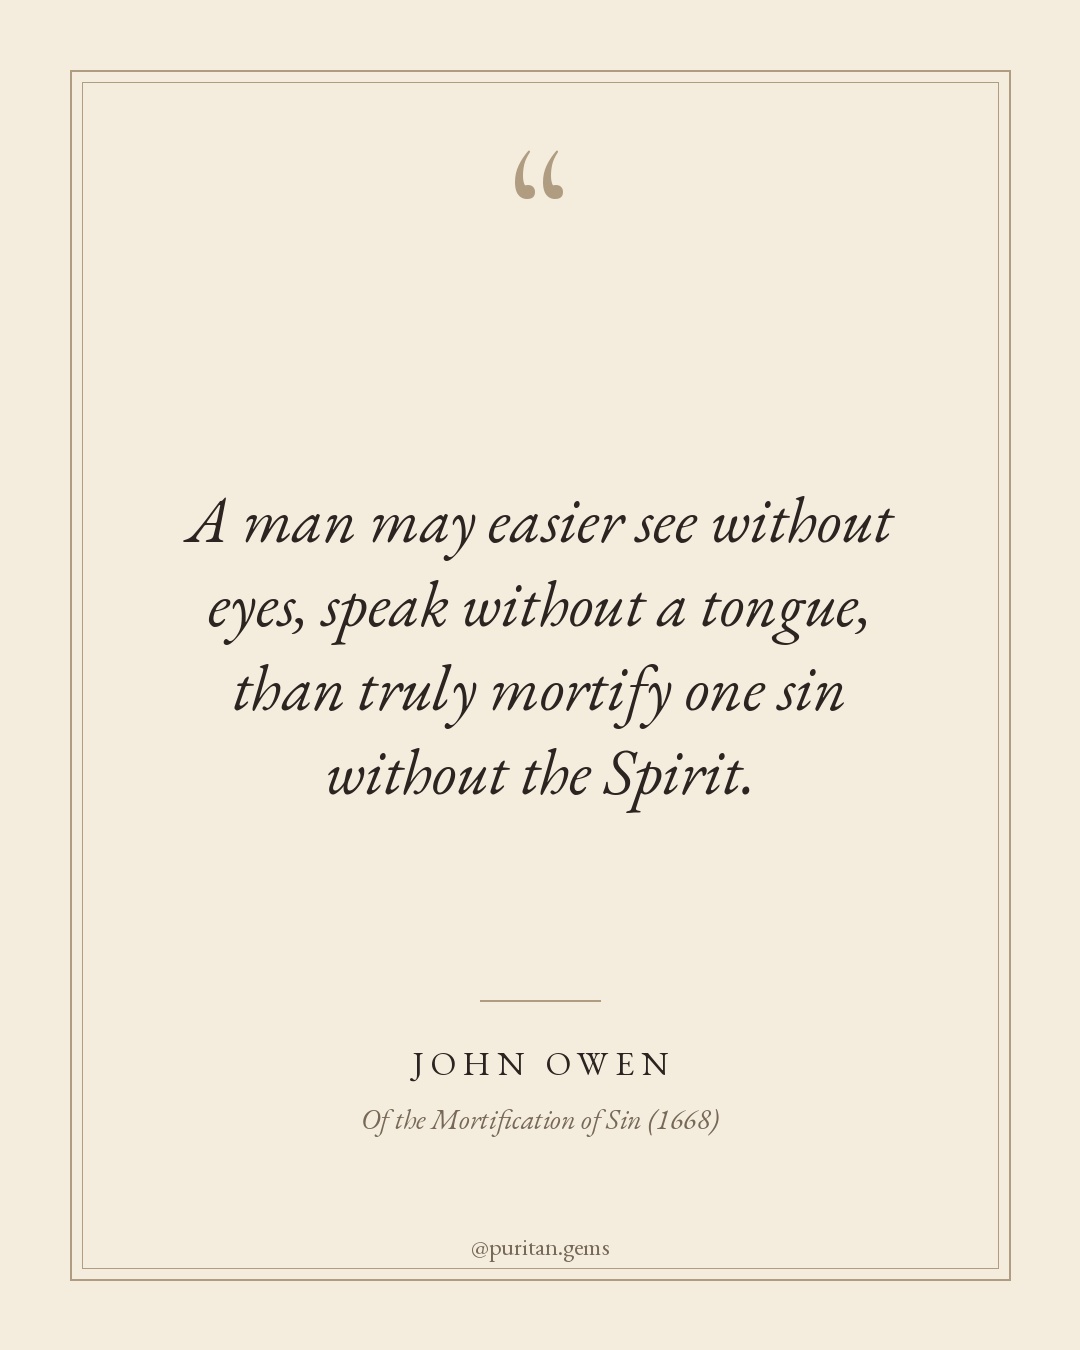 “
A man may easier see without
eyes, speak without a tongue,
than truly mortify one sin
without the Spirit.
JOHN OWEN
Of the Mortification of Sin (1668)
@puritan.gems